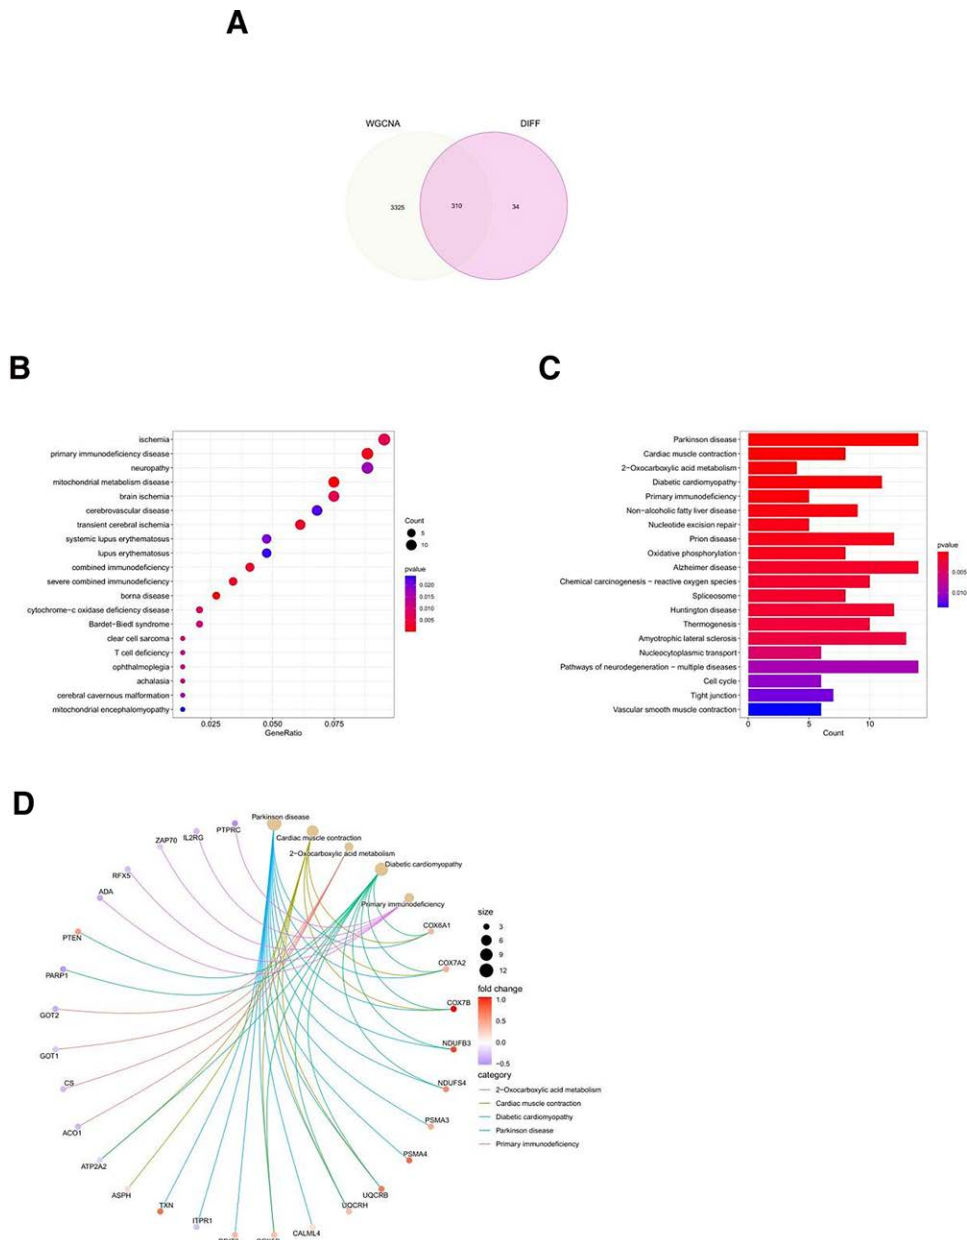 A
WGCNA
DIFF
3325
310
34
B
ischemia
primary immunodeficiency disease
neuropathy
mitochondrial metabolism disease
brain ischemia
cerebrovascular disease
transient cerebral ischemia
systemic lupus erythematosus
lupus erythematosus
combined immunodeficiency
severe combined immunodeficiency
borna disease
cytochrome-c oxidase deficiency disease
Bardet-Biedl syndrome
clear cell sarcoma
T cell deficiency
ophthalmoplegia
achalasia
cerebral cavernous malformation
mitochondrial encephalomyopathy
0.025 0.050 0.075
GeneRatio
Count
5
10
pvalue
0.020
0.015
0.010
0.005
C
Parkinson disease
Cardiac muscle contraction
2−Oxocarboxylic acid metabolism
Diabetic cardiomyopathy
Primary immunodeficiency
Non−alcoholic fatty liver disease
Nucleotide excision repair
Prion disease
Oxidative phosphorylation
Alzheimer disease
Chemical carcinogenesis − reactive oxygen species
Spliceosome
Huntington disease
Thermogenesis
Amyotrophic lateral sclerosis
Nucleocytoplasmic transport
Pathways of neurodegeneration − multiple diseases
Cell cycle
Tight junction
Vascular smooth muscle contraction
0 5 10
Count
pvalue
0.005
0.010
D
Parkinson disease
Cardiac muscle contraction
2−Oxocarboxylic acid metabolism
Diabetic cardiomyopathy
Primary immunodeficiency
COX6A1
COX7A2
COX7B
NDUFB3
NDUFS4
PSMA3
PSMA4
UQCRB
UQCRH
CALML4
ITPR1
TXN
ASPH
ATP2A2
ACO1
CS
GOT1
GOT2
PARP1
PTEN
ADA
RFX5
ZAP70
IL2RG
PTPRC
size
3
6
9
12
fold change
1.0
0.5
0.0
−0.5
category
2−Oxocarboxylic acid metabolism
Cardiac muscle contraction
Diabetic cardiomyopathy
Parkinson disease
Primary immunodeficiency